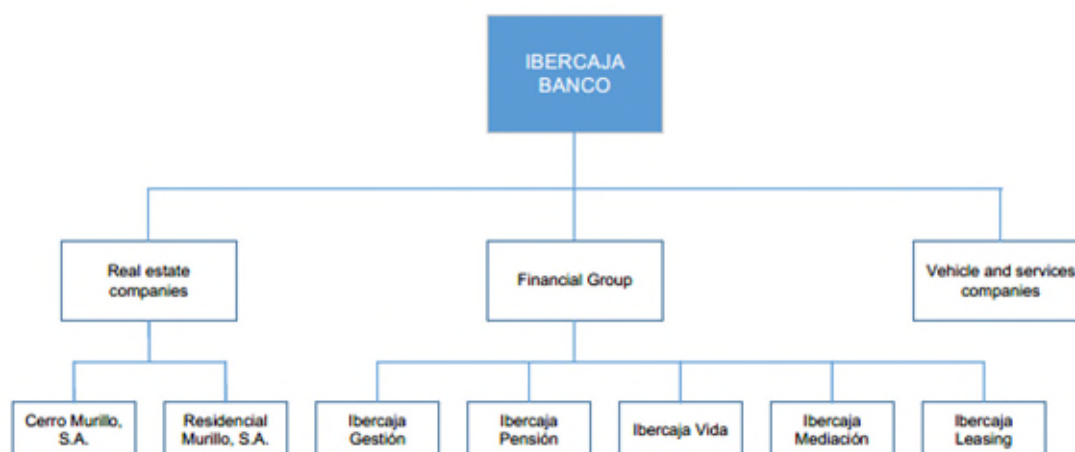 IBERCAJA
BANCO
Real estate
companies
Financial Group
Vehicle and services
companies
Cerro Murillo,
S.A.
Residencial
Murillo, S.A.
Ibercaja
Gestión
Ibercaja
Pensión
Ibercaja Vida
Ibercaja
Mediación
Ibercaja
Leasing